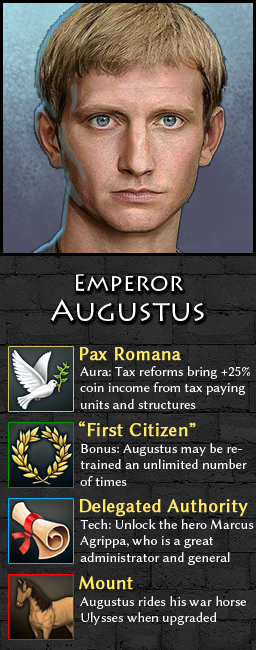 Emperor
Augustus
Pax Romana
Aura: Tax reforms bring +25%
coin income from tax paying
units and structures
“First Citizen”
Bonus: Augustus may be re-
trained an unlimited number
of times
Delegated Authority
Tech: Unlock the hero Marcus
Agrippa, who is a great
administrator and general
Mount
Augustus rides his war horse
Ulysses when upgraded